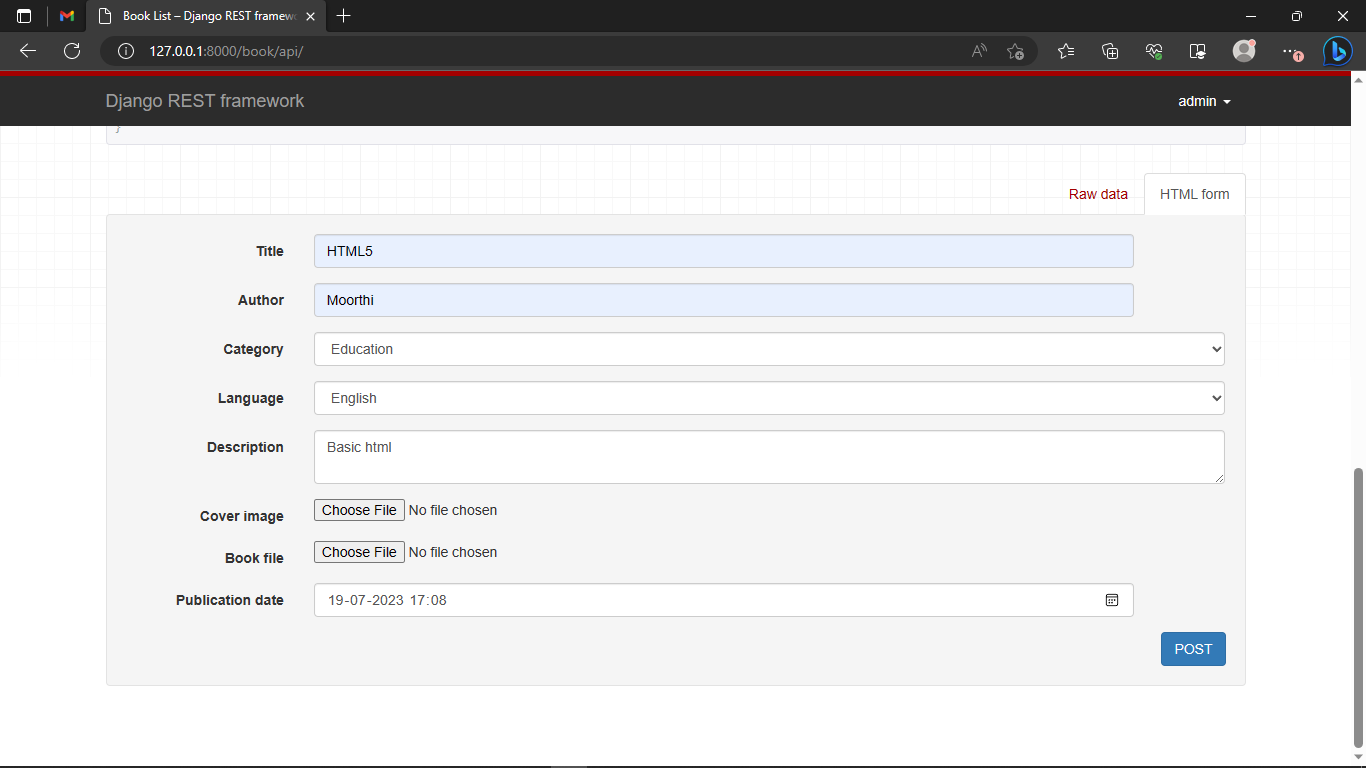 Book List – Django REST framew
127.0.0.1:8000/book/api/
Django REST framework
admin
}
Raw data
HTML form
Title
HTML5
Author
Moorthi
Category
Education
Language
English
Description
Basic html
Cover image
Choose File No file chosen
Book file
Choose File No file chosen
Publication date
19-07-2023 17:08
POST